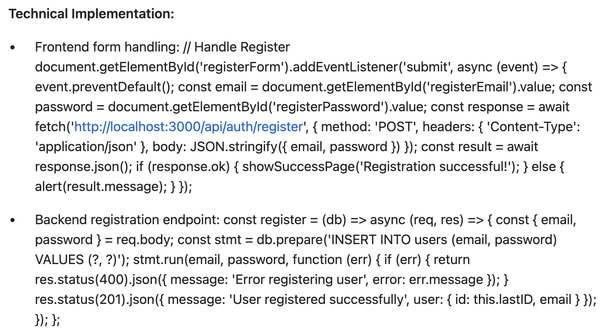 Technical Implementation:
• Frontend form handling: // Handle Register
document.getElementById('registerForm').addEventListener('submit', async (event) => {
event.preventDefault(); const email = document.getElementById('registerEmail').value; const
password = document.getElementById('registerPassword').value; const response = await
fetch('http://localhost:3000/api/auth/register', { method: 'POST', headers: { 'Content-Type':
'application/json' }, body: JSON.stringify({ email, password }) }); const result = await
response.json(); if (response.ok) { showSuccessPage('Registration successful!'); } else {
alert(result.message); } });
• Backend registration endpoint: const register = (db) => async (req, res) => { const { email,
password } = req.body; const stmt = db.prepare('INSERT INTO users (email, password)
VALUES (?, ?)'); stmt.run(email, password, function (err) { if (err) { return
res.status(400).json({ message: 'Error registering user', error: err.message }); }
res.status(201).json({ message: 'User registered successfully', user: { id: this.lastID, email } });
}); };